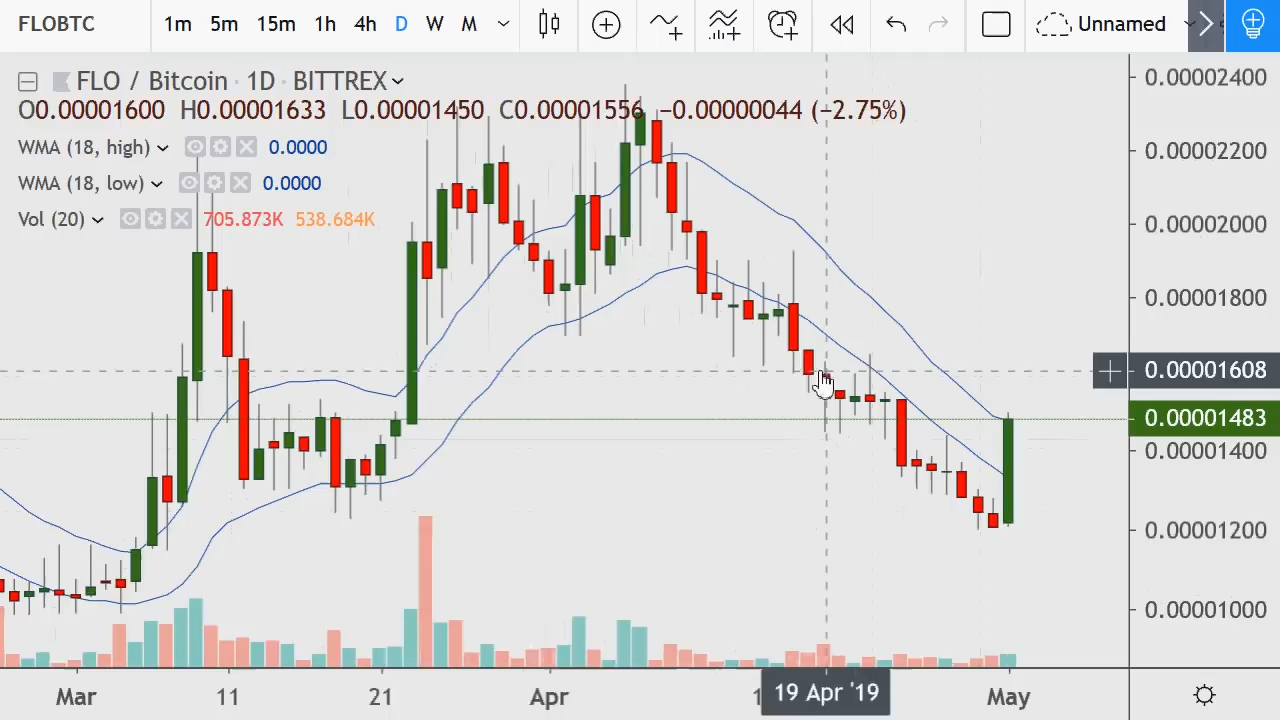 FLOBTC 1m 5m 15m 1h 4h D W M Unnamed
FLO / Bitcoin · 1D · BITTREX
O0.00001600 H0.00001633 L0.00001450 C0.00001556 −0.00000044 (−2.75%)
WMA (18, high) 0.0000
WMA (18, low) 0.0000
Vol (20) 705.873K 538.684K
0.00002400
0.00002200
0.00002000
0.00001800
0.00001608
0.00001483
0.00001400
0.00001200
0.00001000
Mar 11 21 Apr 19 Apr '19 May